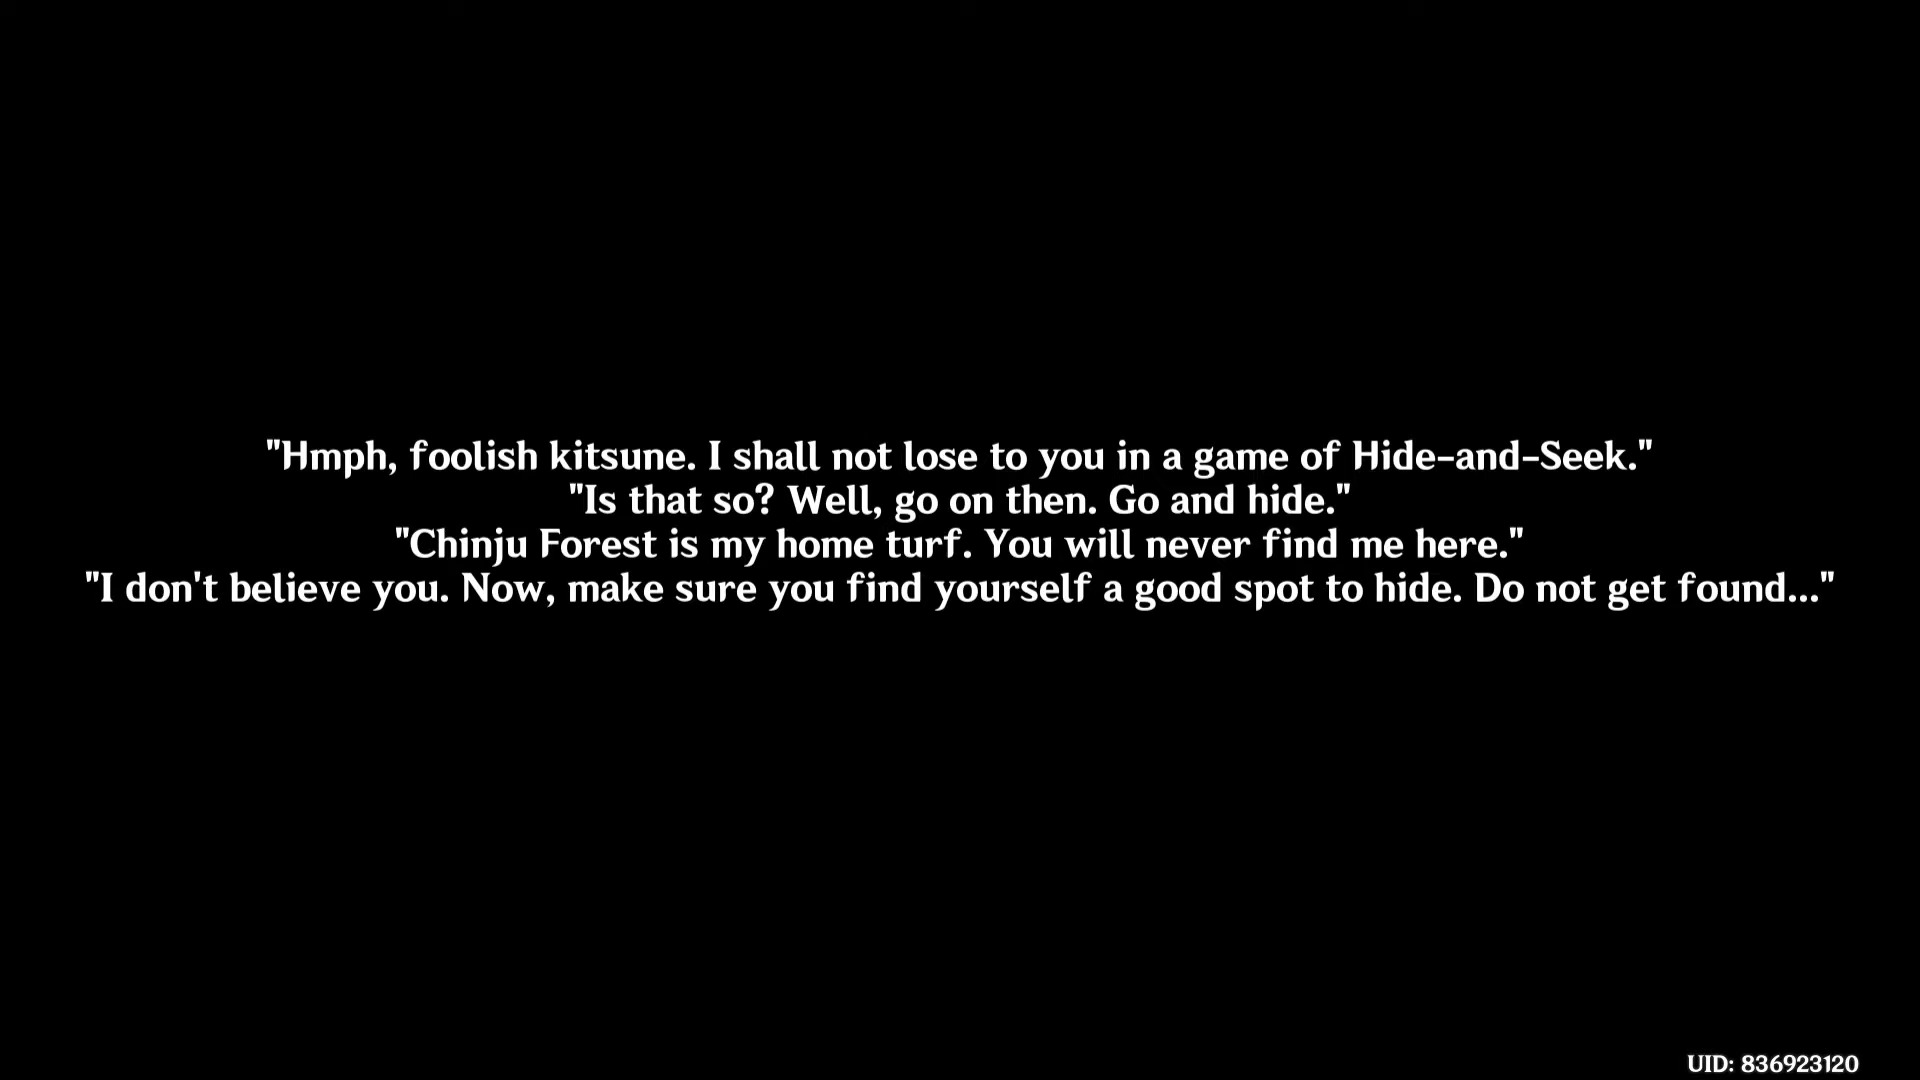 "Hmph, foolish kitsune. I shall not lose to you in a game of Hide-and-Seek."
"Is that so? Well, go on then. Go and hide."
"Chinju Forest is my home turf. You will never find me here."
"I don't believe you. Now, make sure you find yourself a good spot to hide. Do not get found..."
UID: 836923120